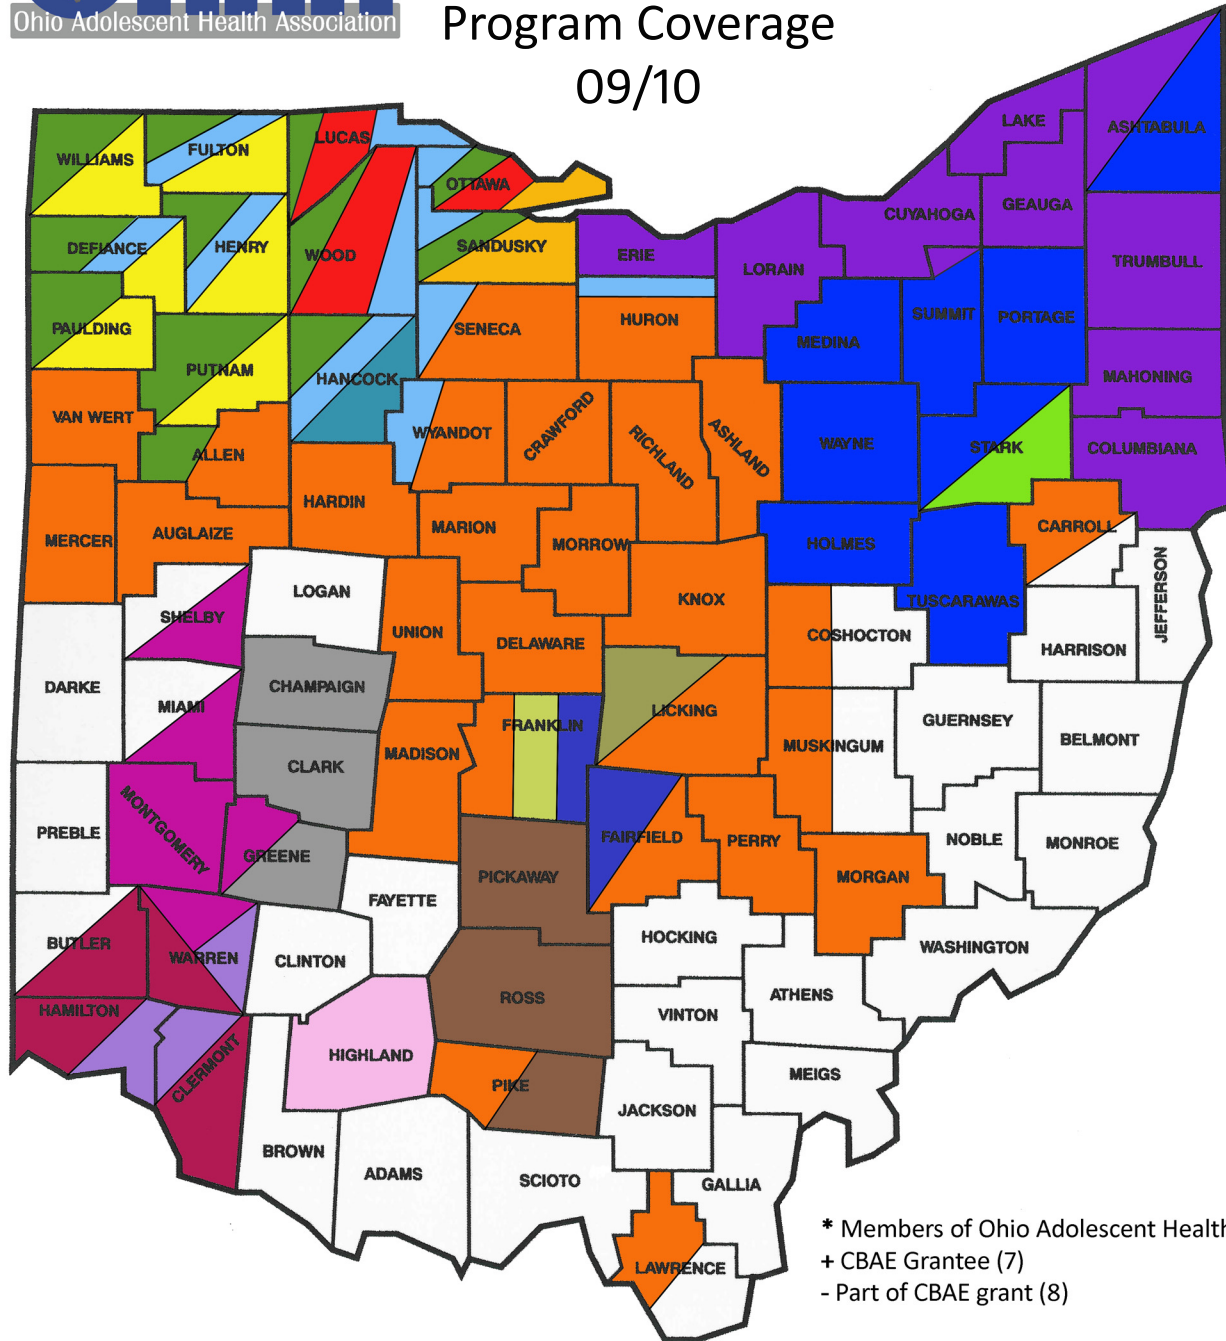 Ohio Adolescent Health Association
Program Coverage
09/10
WILLIAMS
FULTON
LUCAS
OTTAWA
LAKE
ASHTABULA
DEFIANCE
HENRY
WOOD
SANDUSKY
ERIE
LORAIN
CUYAHOGA
GEAUGA
TRUMBULL
PAULDING
PUTNAM
HANCOCK
SENECA
HURON
MEDINA
SUMMIT
PORTAGE
MAHONING
VAN WERT
ALLEN
WYANDOT
CRAWFORD
RICHLAND
ASHLAND
WAYNE
STARK
COLUMBIANA
MERCER
AUGLAIZE
HARDIN
MARION
MORROW
HOLMES
CARROLL
JEFFERSON
SHELBY
LOGAN
UNION
DELAWARE
KNOX
COSHOCTON
TUSCARAWAS
HARRISON
DARKE
MIAMI
CHAMPAIGN
CLARK
MADISON
FRANKLIN
LICKING
MUSKINGUM
GUERNSEY
BELMONT
PREBLE
MONTGOMERY
GREENE
FAYETTE
PICKAWAY
FAIRFIELD
PERRY
MORGAN
NOBLE
MONROE
BUTLER
WARREN
CLINTON
ROSS
HOCKING
ATHENS
WASHINGTON
HAMILTON
CLERMONT
HIGHLAND
PIKE
VINTON
MEIGS
BROWN
ADAMS
SCIOTO
JACKSON
GALLIA
LAWRENCE
* Members of Ohio Adolescent Health
+ CBAE Grantee (7)
- Part of CBAE grant (8)